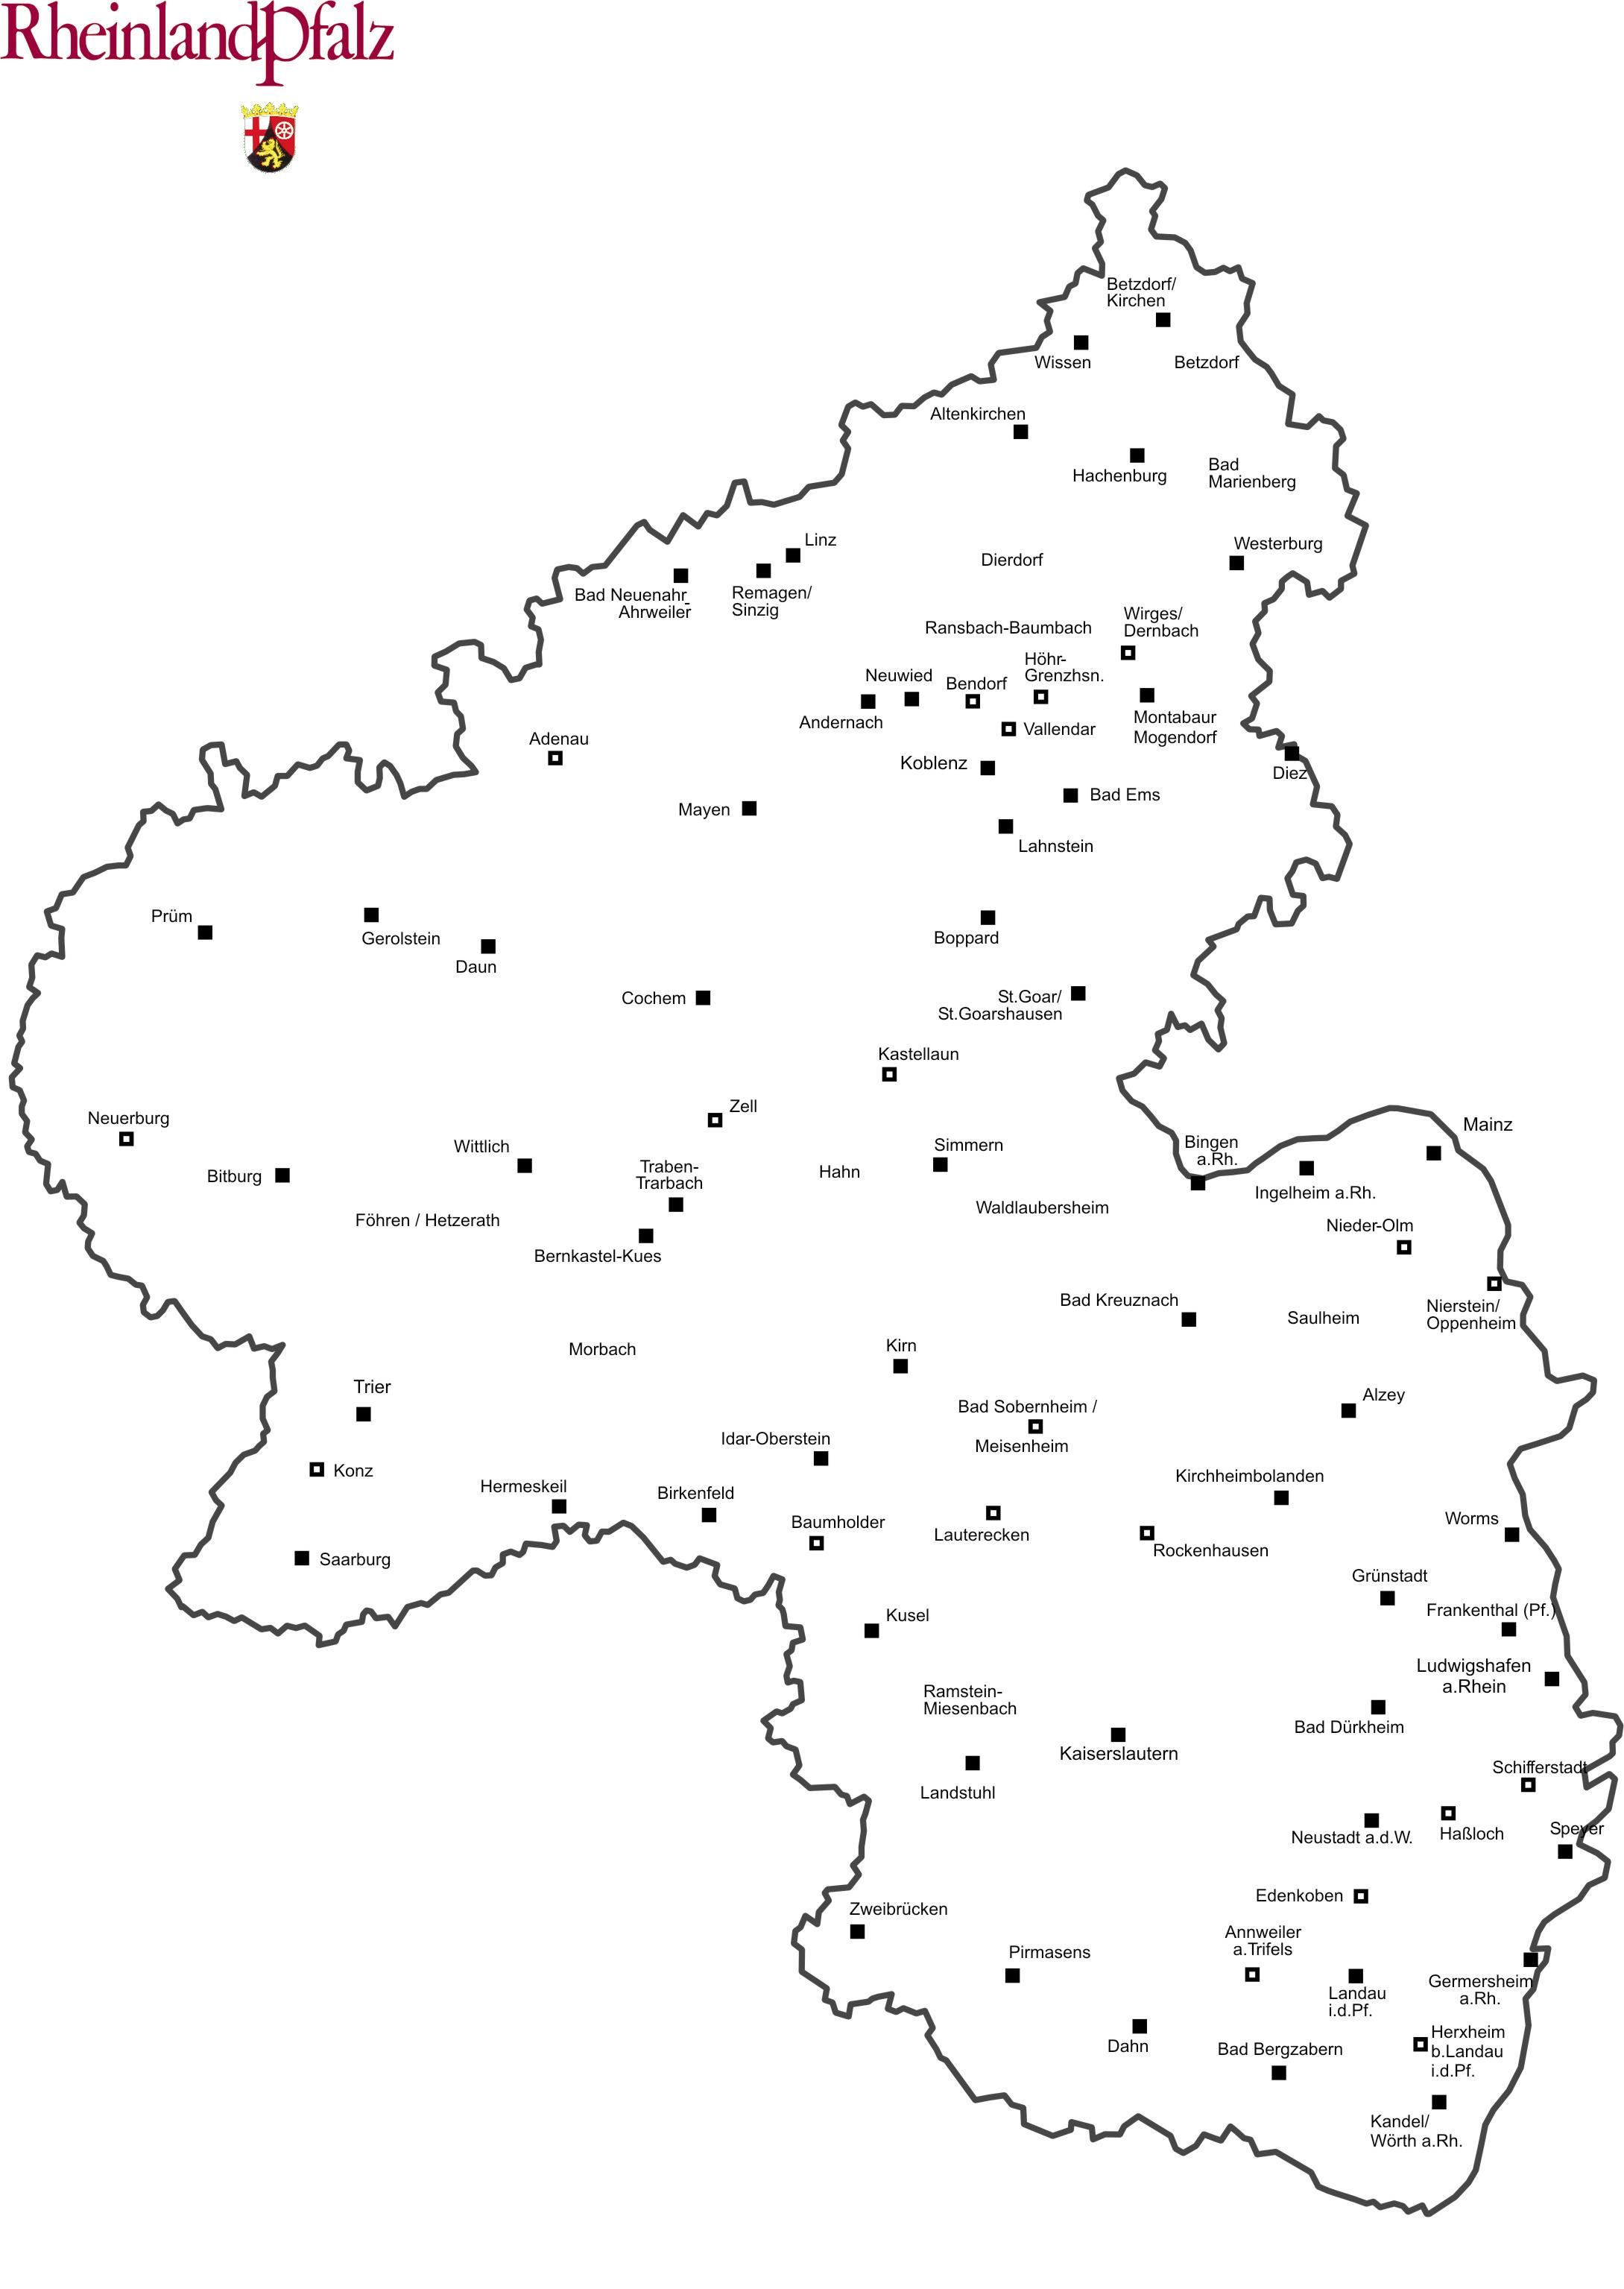 RheinlandPfalz
Betzdorf/
Kirchen
Wissen
Betzdorf
Altenkirchen
Hachenburg
Bad
Marienberg
Linz
Westerburg
Dierdorf
Bad Neuenahr-
Ahrweiler
Remagen/
Sinzig
Wirges/
Dernbach
Ransbach-Baumbach
Höhr-
Grenzhsn.
Neuwied
Bendorf
Andernach
Vallendar
Montabaur
Mogendorf
Adenau
Koblenz
Diez
Mayen
Bad Ems
Lahnstein
Prüm
Gerolstein
Daun
Boppard
Cochem
St.Goar/
St.Goarshausen
Kastellaun
Neuerburg
Zell
Mainz
Wittlich
Simmern
Bingen
a.Rh.
Bitburg
Traben-
Trarbach
Hahn
Ingelheim a.Rh.
Waldlaubersheim
Föhren / Hetzerath
Nieder-Olm
Bernkastel-Kues
Bad Kreuznach
Saulheim
Nierstein/
Oppenheim
Morbach
Kirn
Trier
Alzey
Bad Sobernheim /
Meisenheim
Idar-Oberstein
Konz
Hermeskeil
Birkenfeld
Kirchheimbolanden
Baumholder
Lauterecken
Worms
Rockenhausen
Saarburg
Grünstadt
Kusel
Frankenthal (Pf.)
Ludwigshafen
a.Rhein
Ramstein-
Miesenbach
Bad Dürkheim
Kaiserslautern
Schifferstadt
Landstuhl
Neustadt a.d.W.
Haßloch
Speyer
Edenkoben
Zweibrücken
Annweiler
a.Trifels
Pirmasens
Landau
i.d.Pf.
Germersheim
a.Rh.
Dahn
Bad Bergzabern
Herxheim
b.Landau
i.d.Pf.
Kandel/
Wörth a.Rh.